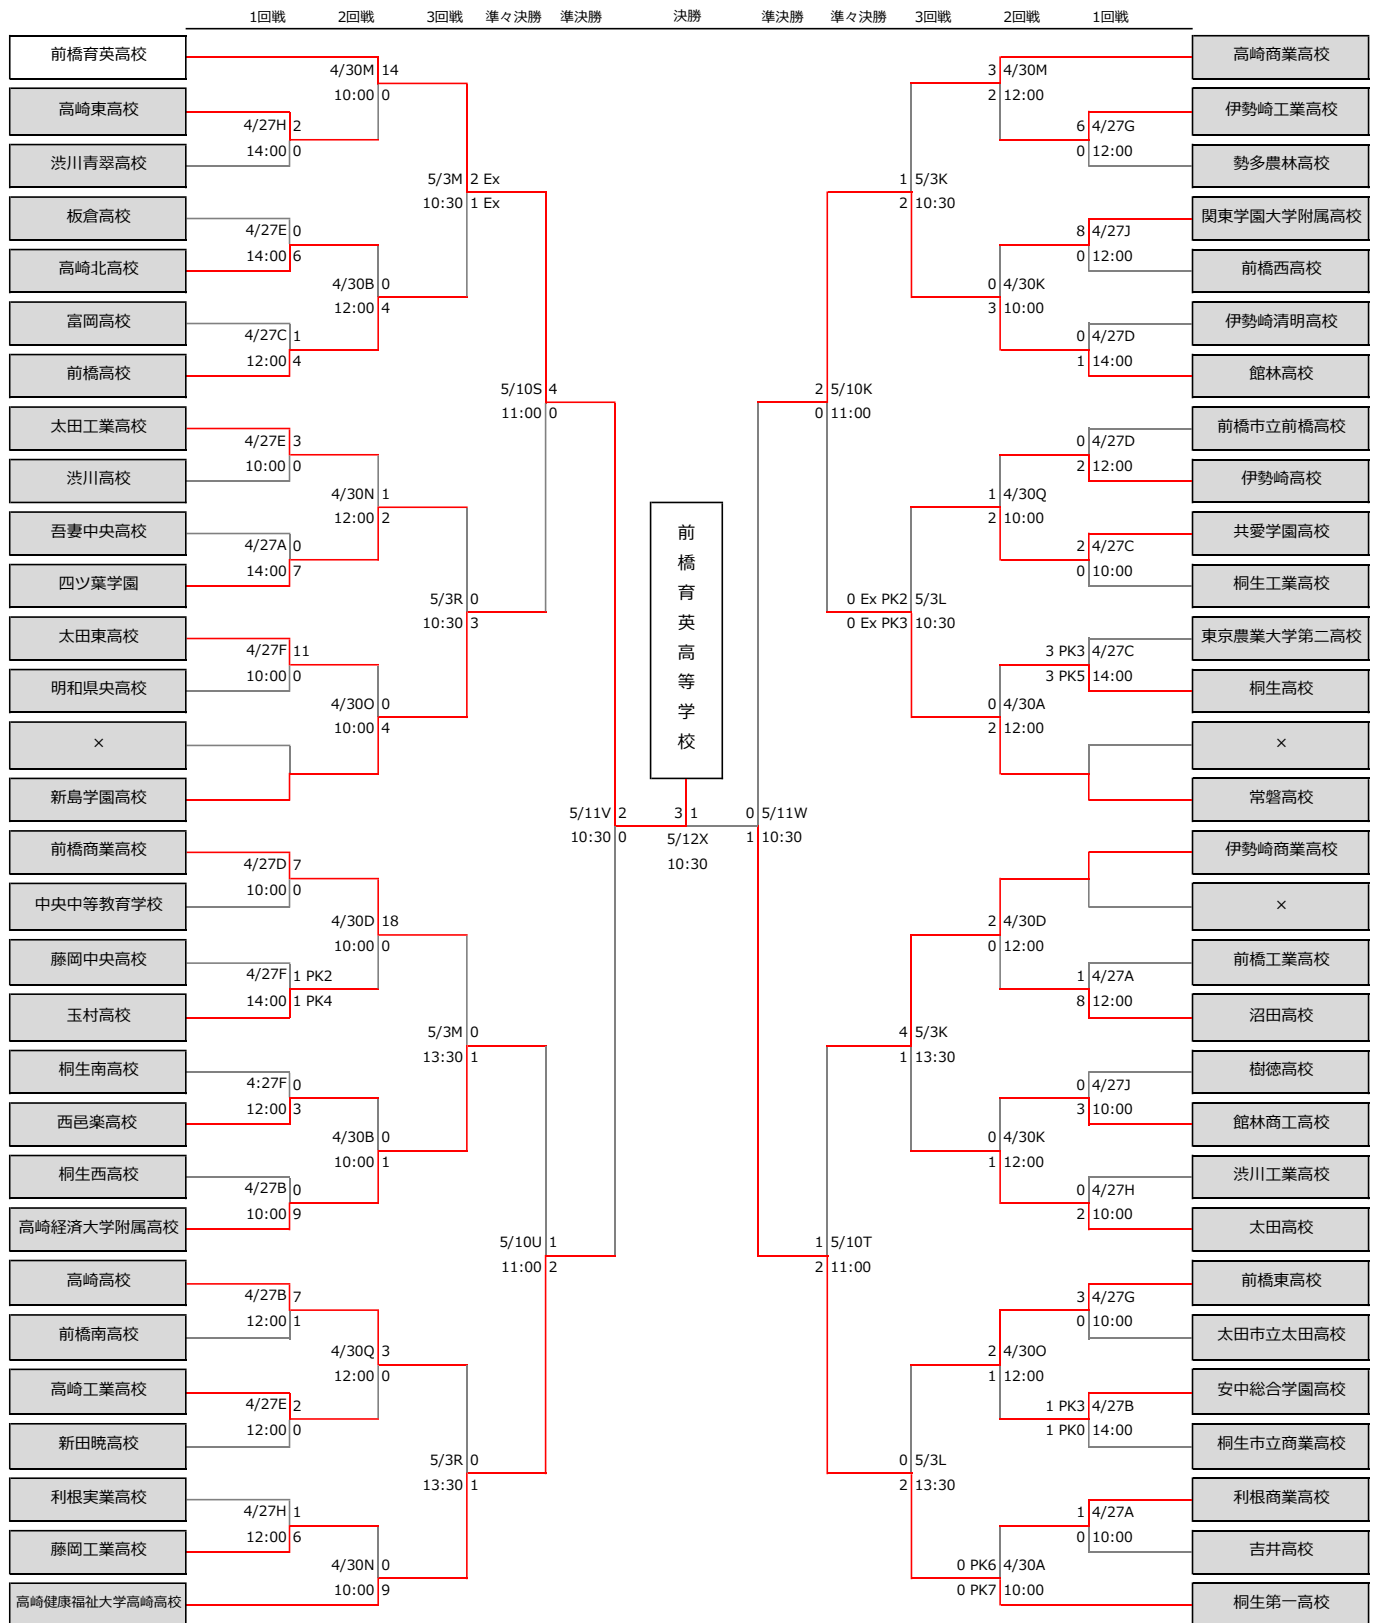 1回戦 2回戦 3回戦 準々決勝 準決勝 決勝 準決勝 準々決勝 3回戦 2回戦 1回戦
前橋育英高校
高崎東高校
渋川青翠高校
板倉高校
高崎北高校
富岡高校
前橋高校
太田工業高校
渋川高校
吾妻中央高校
四ツ葉学園
太田東高校
明和県央高校
×
新島学園高校
前橋商業高校
中央中等教育学校
藤岡中央高校
玉村高校
桐生南高校
西邑楽高校
桐生西高校
高崎経済大学附属高校
高崎高校
前橋南高校
高崎工業高校
新田暁高校
利根実業高校
藤岡工業高校
高崎健康福祉大学高崎高校
4/27H 2
14:00 0
4/27E 0
14:00 6
4/27C 1
12:00 4
4/27E 3
10:00 0
4/27A 0
14:00 7
4/27F 11
10:00 0
4/27D 7
10:00 0
4/27F 1 PK2
14:00 1 PK4
4:27F 0
12:00 3
4/27B 0
10:00 9
4/27B 7
12:00 1
4/27E 2
12:00 0
4/27H 1
12:00 6
4/30M 14
10:00 0
4/30B 0
12:00 4
4/30N 1
12:00 2
4/30O 0
10:00 4
4/30D 18
10:00 0
4/30B 0
10:00 1
4/30Q 3
12:00 0
4/30N 0
10:00 9
5/3M 2 Ex
10:30 1 Ex
5/3R 0
10:30 3
5/3M 0
13:30 1
5/3R 0
13:30 1
5/10S 4
11:00 0
5/10U 1
11:00 2
5/11V 2
10:30 0
前橋育英高等学校
3 1
5/12X
10:30
0 5/11W
1 10:30
2 5/10K
0 11:00
1 5/10T
2 11:00
1 5/3K
2 10:30
0 Ex PK2 5/3L
0 Ex PK3 10:30
4 5/3K
1 13:30
0 5/3L
2 13:30
3 4/30M
2 12:00
0 4/30K
3 10:00
1 4/30Q
2 10:00
0 4/30A
2 12:00
2 4/30D
0 12:00
0 4/30K
1 12:00
2 4/30O
1 12:00
0 PK6 4/30A
0 PK7 10:00
6 4/27G
0 12:00
8 4/27J
0 12:00
0 4/27D
1 14:00
0 4/27D
2 12:00
2 4/27C
0 10:00
3 PK3 4/27C
3 PK5 14:00
1 4/27A
8 12:00
0 4/27J
3 10:00
0 4/27H
2 10:00
3 4/27G
0 10:00
1 PK3 4/27B
1 PK0 14:00
1 4/27A
0 10:00
高崎商業高校
伊勢崎工業高校
勢多農林高校
関東学園大学附属高校
前橋西高校
伊勢崎清明高校
館林高校
前橋市立前橋高校
伊勢崎高校
共愛学園高校
桐生工業高校
東京農業大学第二高校
桐生高校
×
常磐高校
伊勢崎商業高校
×
前橋工業高校
沼田高校
樹徳高校
館林商工高校
渋川工業高校
太田高校
前橋東高校
太田市立太田高校
安中総合学園高校
桐生市立商業高校
利根商業高校
吉井高校
桐生第一高校